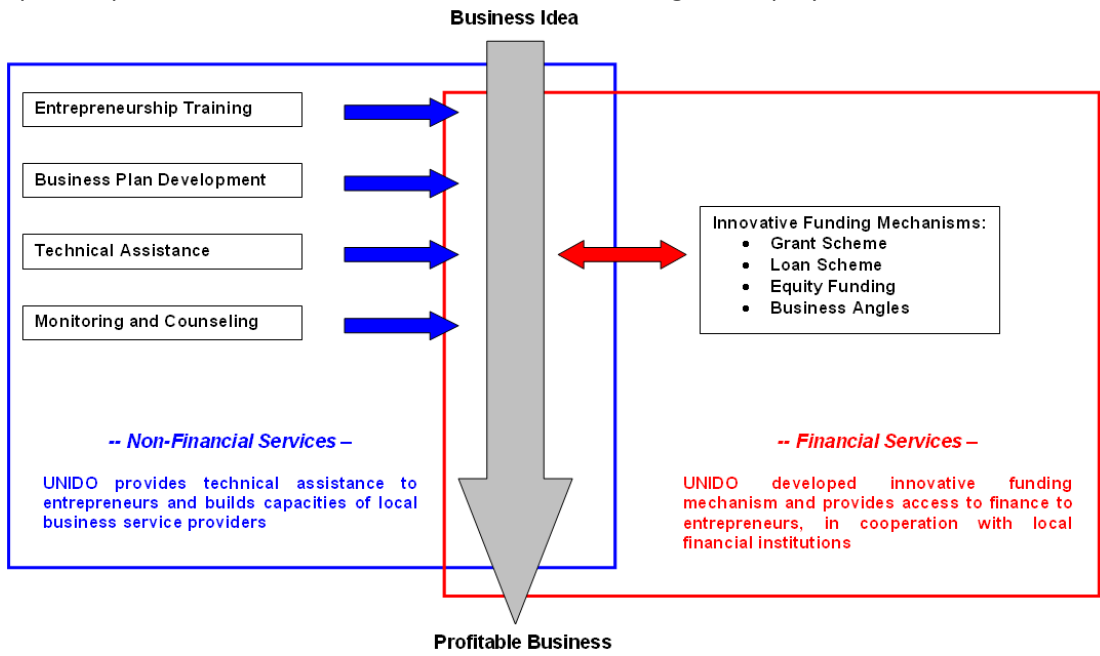 Business Idea
Entrepreneurship Training
Business Plan Development
Technical Assistance
Monitoring and Counseling
Innovative Funding Mechanisms:
• Grant Scheme
• Loan Scheme
• Equity Funding
• Business Angles
-- Non-Financial Services –
UNIDO provides technical assistance to
entrepreneurs and builds capacities of local
business service providers
-- Financial Services –
UNIDO developed innovative funding
mechanism and provides access to finance to
entrepreneurs, in cooperation with local
financial institutions
Profitable Business